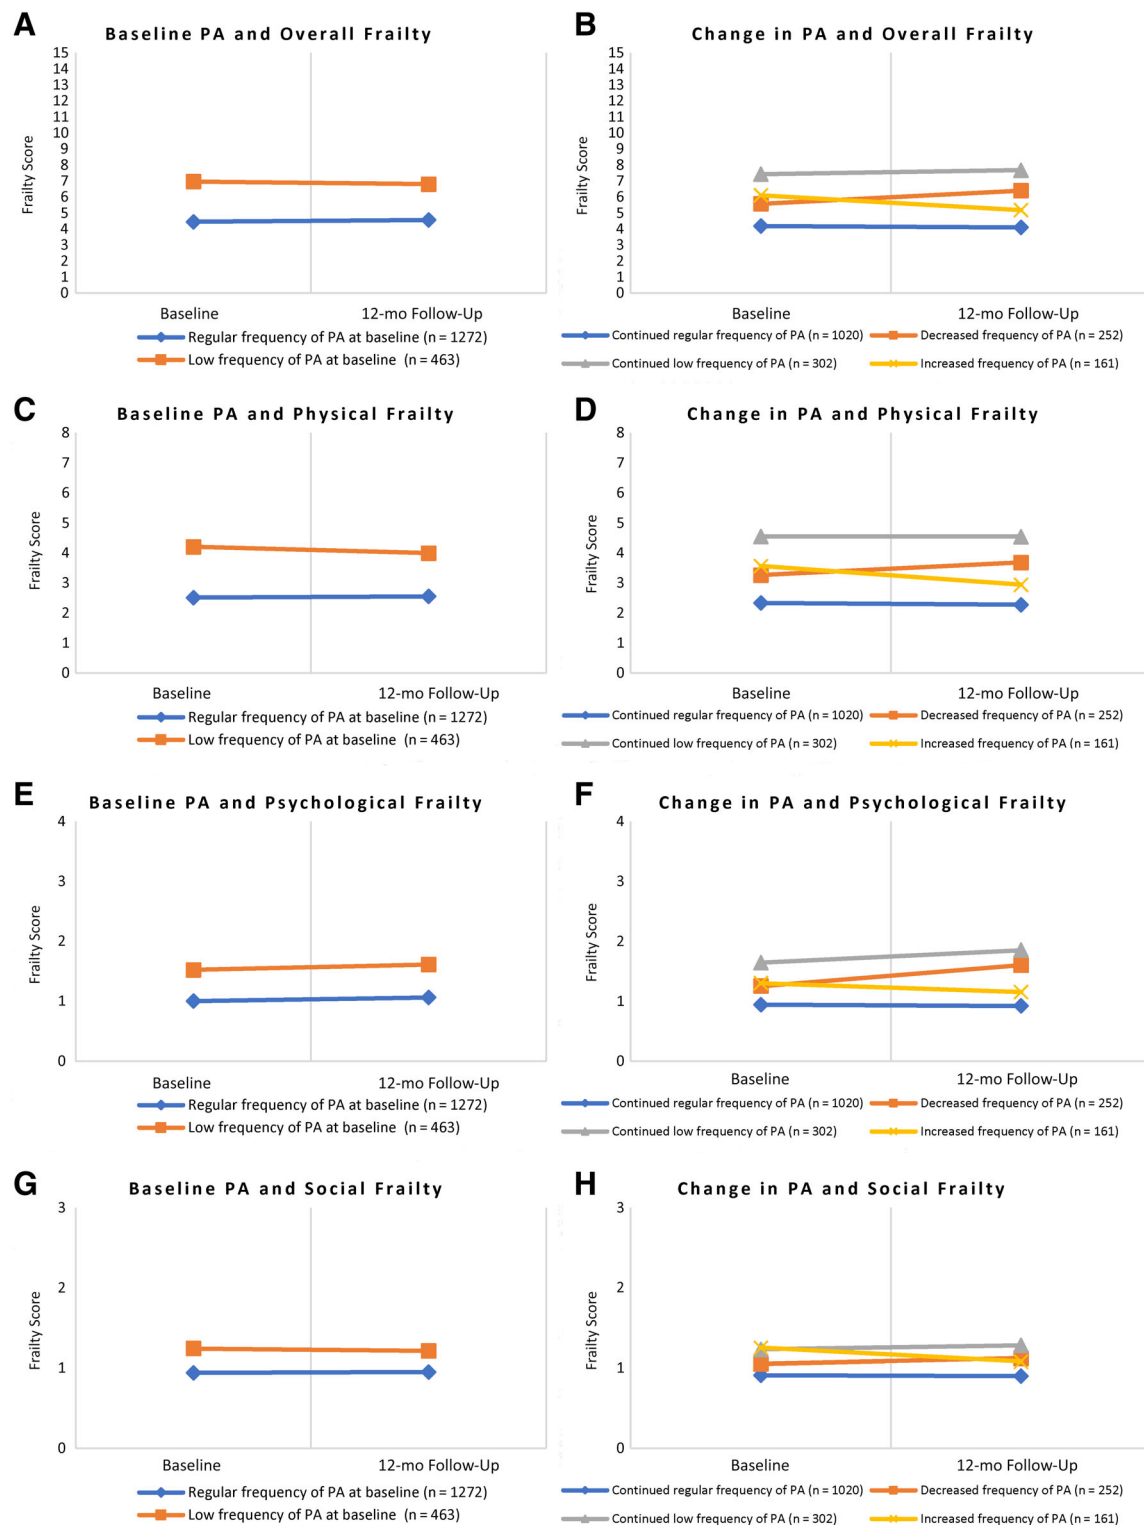 A
Baseline PA and Overall Frailty
15
14
13
12
11
10
9
8
7
6
5
4
3
2
1
0
Frailty Score
Baseline 12-mo Follow-Up
Regular frequency of PA at baseline (n = 1272)
Low frequency of PA at baseline (n = 463)
B
Change in PA and Overall Frailty
15
14
13
12
11
10
9
8
7
6
5
4
3
2
1
0
Frailty Score
Baseline 12-mo Follow-Up
Continued regular frequency of PA (n = 1020) Decreased frequency of PA (n = 252)
Continued low frequency of PA (n = 302) Increased frequency of PA (n = 161)
C
Baseline PA and Physical Frailty
8
7
6
5
4
3
2
1
0
Frailty Score
Baseline 12-mo Follow-Up
Regular frequency of PA at baseline (n = 1272)
Low frequency of PA at baseline (n = 463)
D
Change in PA and Physical Frailty
8
7
6
5
4
3
2
1
0
Frailty Score
Baseline 12-mo Follow-Up
Continued regular frequency of PA (n = 1020) Decreased frequency of PA (n = 252)
Continued low frequency of PA (n = 302) Increased frequency of PA (n = 161)
E
Baseline PA and Psychological Frailty
4
3
2
1
0
Frailty Score
Baseline 12-mo Follow-Up
Regular frequency of PA at baseline (n = 1272)
Low frequency of PA at baseline (n = 463)
F
Change in PA and Psychological Frailty
4
3
2
1
0
Frailty Score
Baseline 12-mo Follow-Up
Continued regular frequency of PA (n = 1020) Decreased frequency of PA (n = 252)
Continued low frequency of PA (n = 302) Increased frequency of PA (n = 161)
G
Baseline PA and Social Frailty
3
2
1
0
Frailty Score
Baseline 12-mo Follow-Up
Regular frequency of PA at baseline (n = 1272)
Low frequency of PA at baseline (n = 463)
H
Change in PA and Social Frailty
3
2
1
0
Frailty Score
Baseline 12-mo Follow-Up
Continued regular frequency of PA (n = 1020) Decreased frequency of PA (n = 252)
Continued low frequency of PA (n = 302) Increased frequency of PA (n = 161)